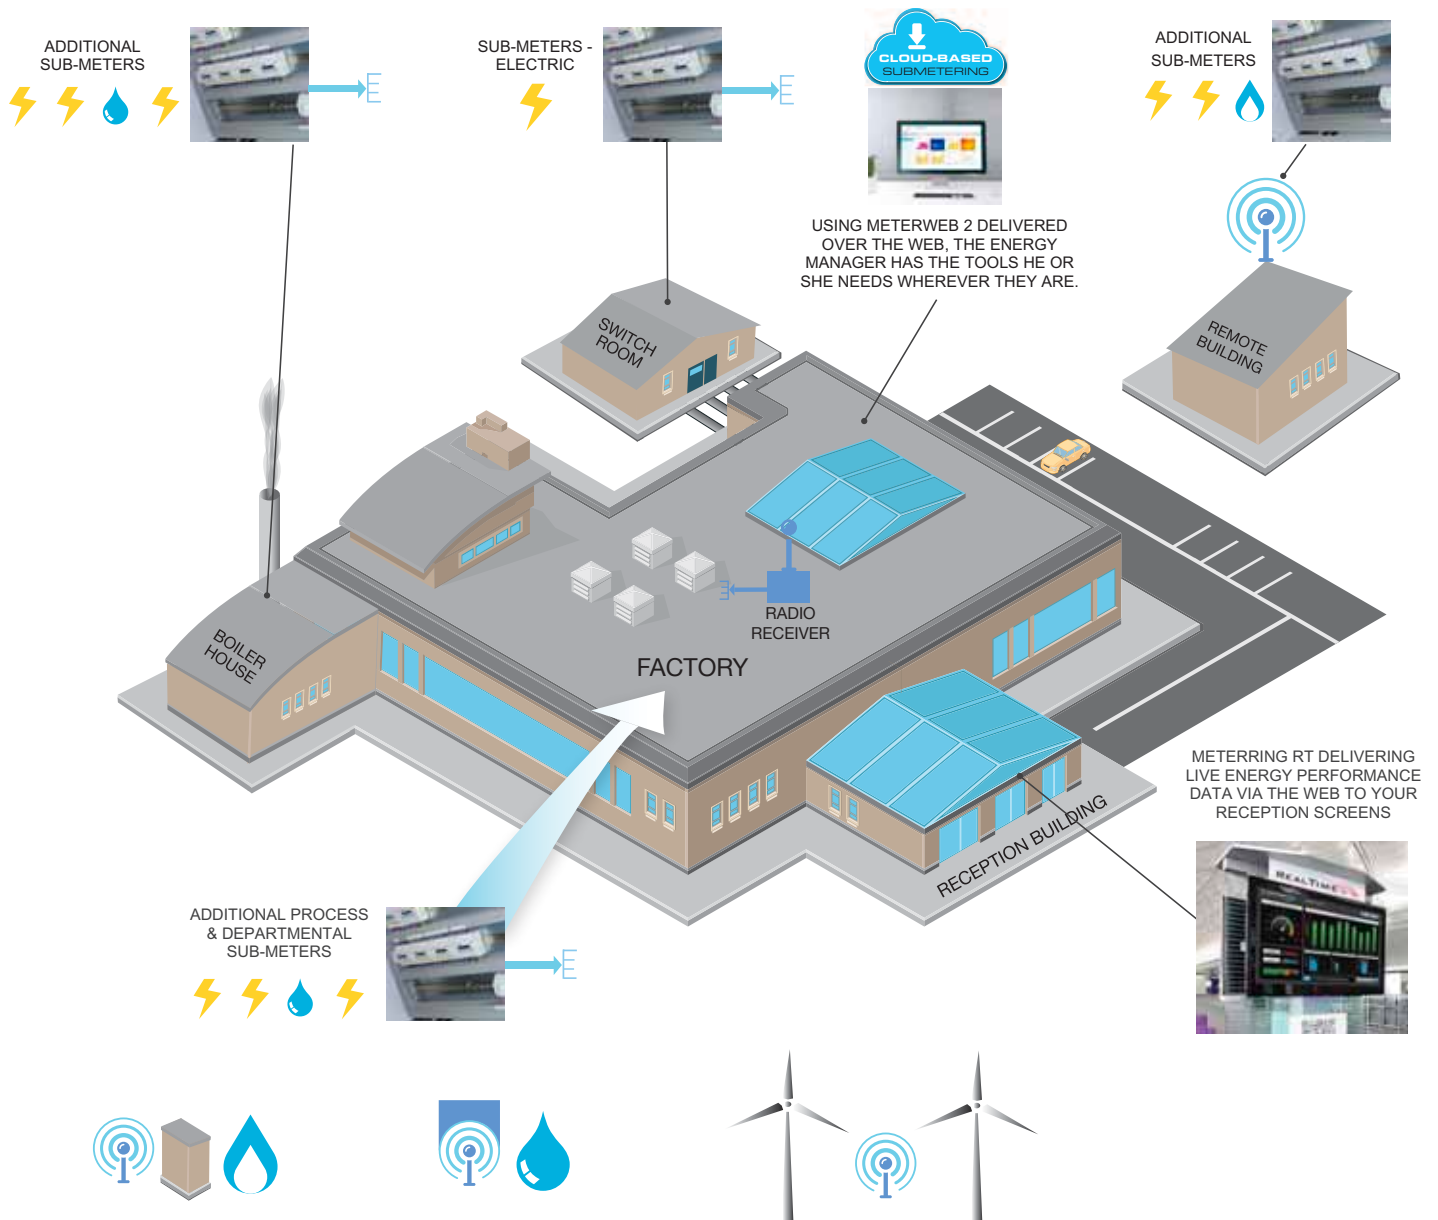 ADDITIONAL
SUB-METERS
SUB-METERS -
ELECTRIC
CLOUD-BASED
SUBMETERING
ADDITIONAL
SUB-METERS
USING METERWEB 2 DELIVERED
OVER THE WEB, THE ENERGY
MANAGER HAS THE TOOLS HE OR
SHE NEEDS WHEREVER THEY ARE.
SWITCH
ROOM
REMOTE
BUILDING
RADIO
RECEIVER
BOILER
HOUSE
FACTORY
METERRING RT DELIVERING
LIVE ENERGY PERFORMANCE
DATA VIA THE WEB TO YOUR
RECEPTION SCREENS
RECEPTION BUILDING
REALTIME
ADDITIONAL PROCESS
& DEPARTMENTAL
SUB-METERS